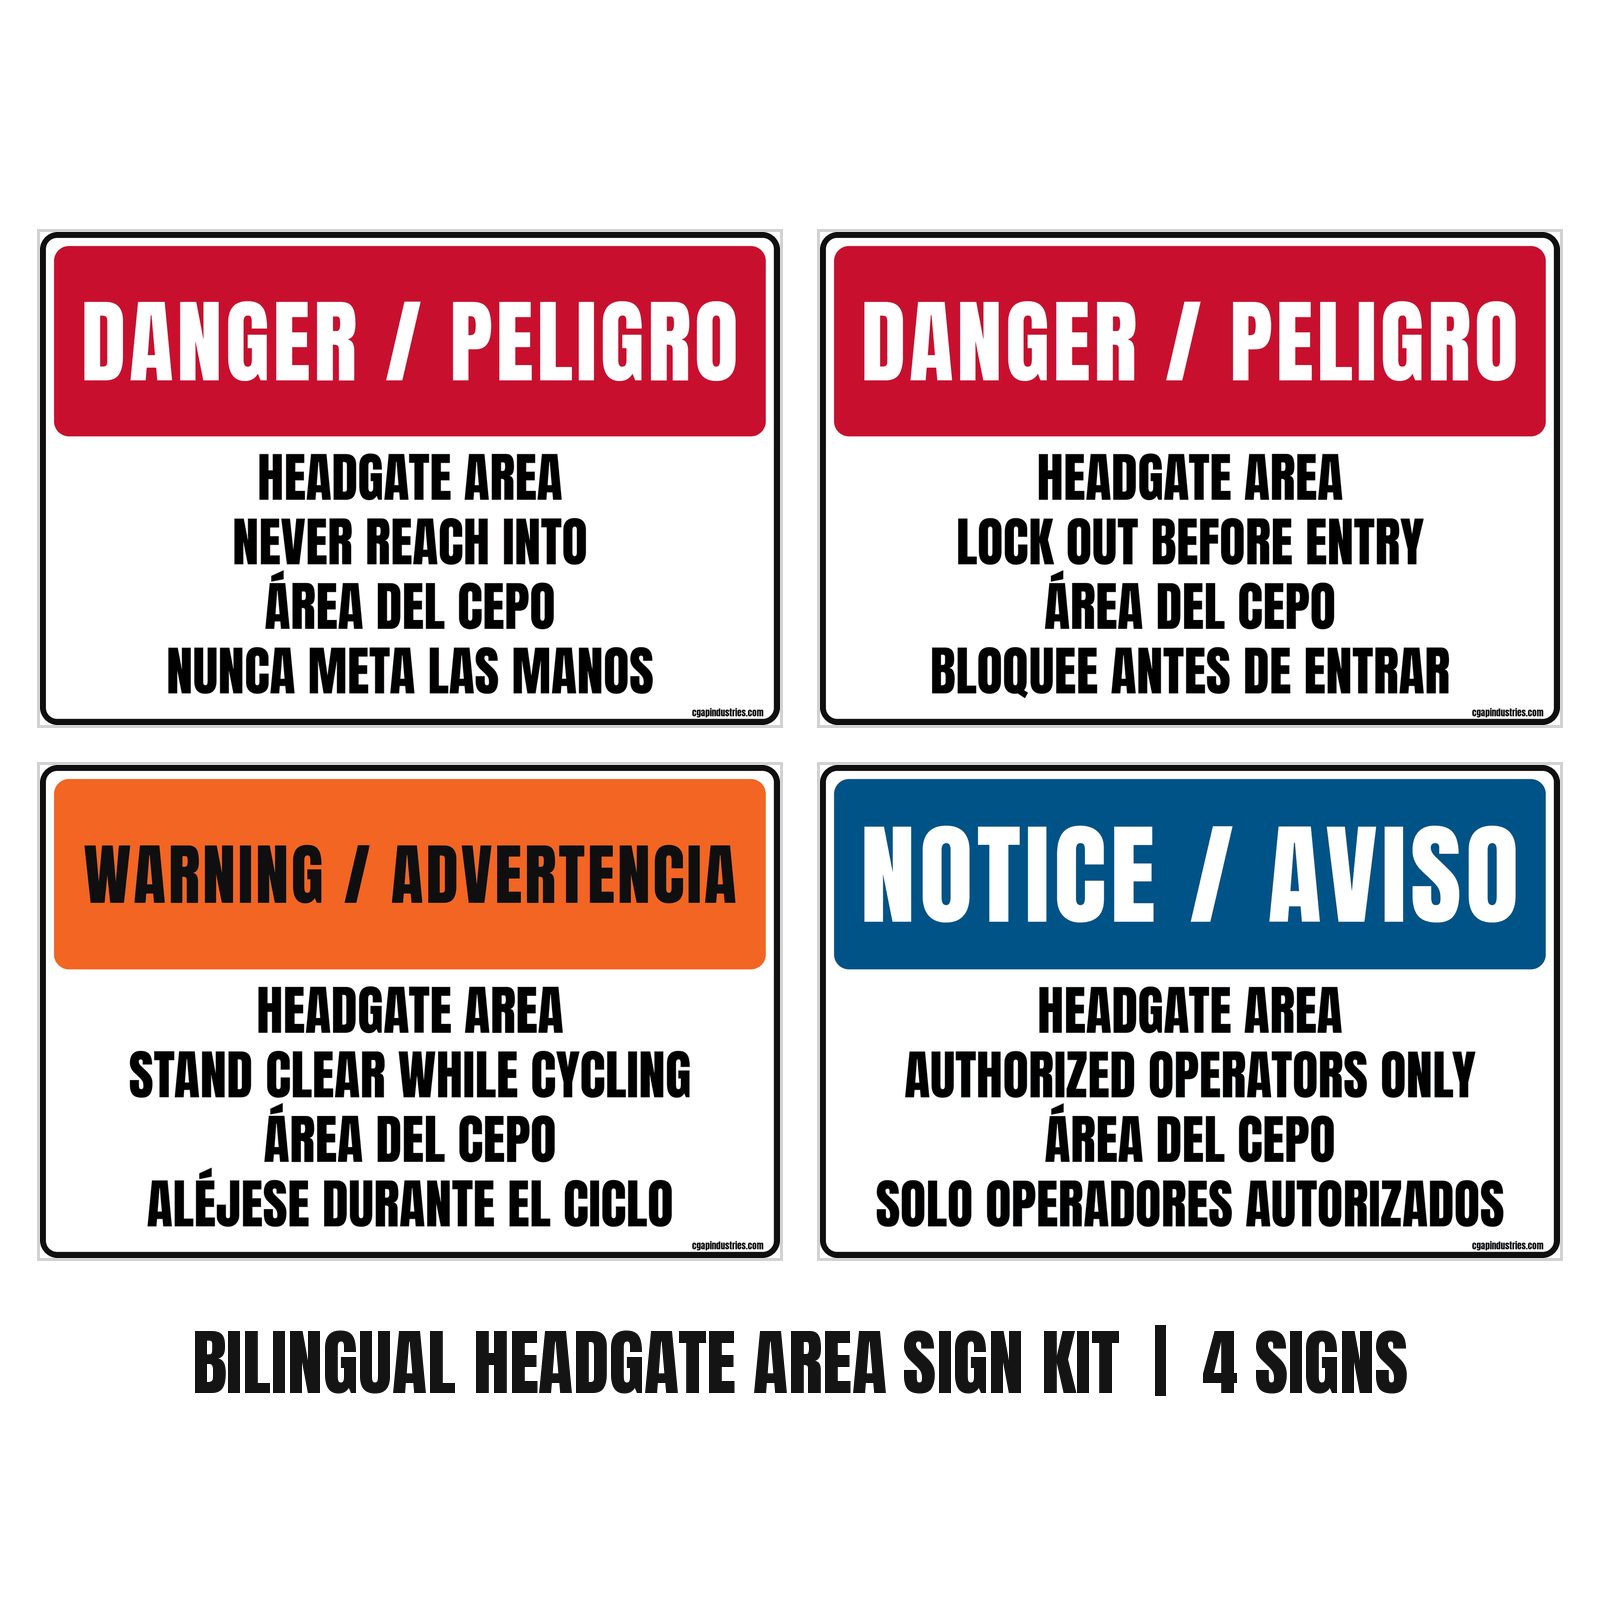 DANGER / PELIGRO
HEADGATE AREA
NEVER REACH INTO
ÁREA DEL CEPO
NUNCA META LAS MANOS
cgapindustries.com
DANGER / PELIGRO
HEADGATE AREA
LOCK OUT BEFORE ENTRY
ÁREA DEL CEPO
BLOQUEE ANTES DE ENTRAR
cgapindustries.com
WARNING / ADVERTENCIA
HEADGATE AREA
STAND CLEAR WHILE CYCLING
ÁREA DEL CEPO
ALÉJESE DURANTE EL CICLO
cgapindustries.com
NOTICE / AVISO
HEADGATE AREA
AUTHORIZED OPERATORS ONLY
ÁREA DEL CEPO
SOLO OPERADORES AUTORIZADOS
cgapindustries.com
BILINGUAL HEADGATE AREA SIGN KIT | 4 SIGNS